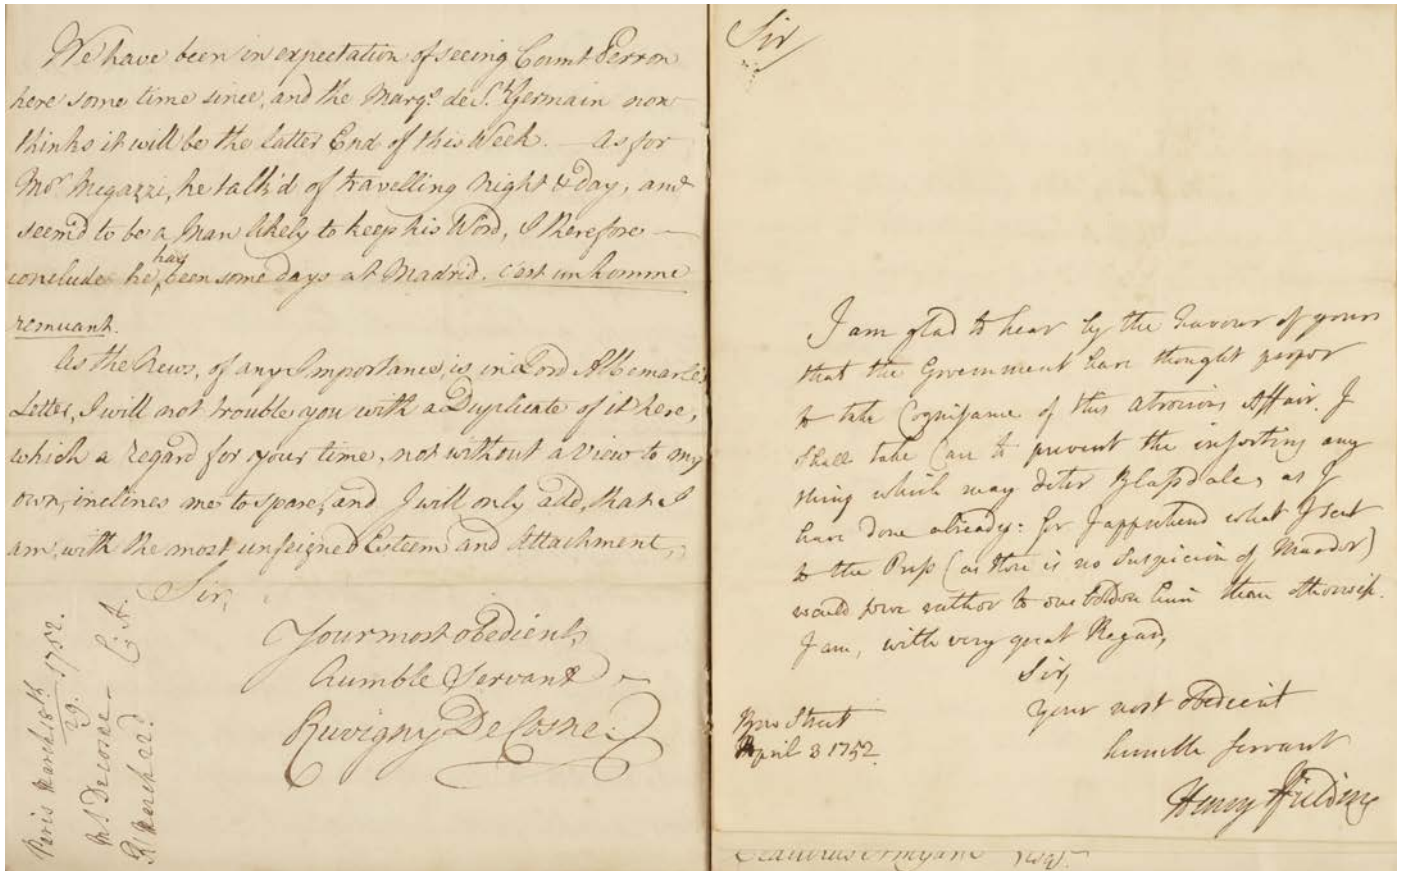 We have been in expectation of seeing Count Perron
here some time since, and the Marqs. de St. Germain now
thinks it will be the latter End of this Week. — as for
Mor. Migazzi, he talk'd of travelling Night & day, and
seem'd to be a Man likely to keep his Word, I therefore —
conclude he has been some days at Madrid. c'est un homme
remuant.
As the News, of any Importance, is in Lord Albemarle's
Letter, I will not trouble you with a Duplicate of it here,
which a regard for your time, not without a view to my
own, inclines me to spare, and I will only add, that I
am, with the most unfeigned Esteem and Attachment,
Sir,
Your most obedient,
humble Servant
Ruvigny De Cosne.
Paris March 18th/29. 1752.
Mr. Decosne
R/ March 22d.
Sir/
I am glad to hear by the Favour of yours
that the Government have thought proper
to take Cognisance of this atrocious Affair. I
shall take Care to prevent the inserting any
thing which may deter as I
have done already: for I apprehend what I sent
to the Press (as there is no Suspicion of Murder)
would serve rather to embolden him than otherwise.
I am, with very great Regard,
Sir,
Your most obedient
humble Servant
Henry Fielding
Bow Street
April 3 1752.
Esqr.